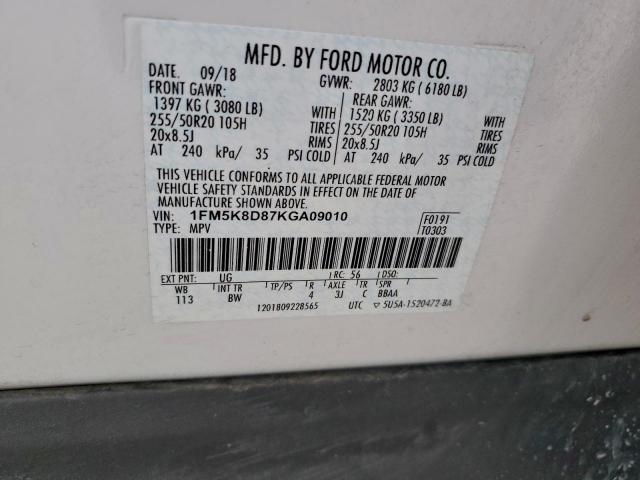 MFD. BY FORD MOTOR CO.
DATE: 09/18 GVWR: 2803 KG ( 6180 LB)
FRONT GAWR: REAR GAWR:
1397 KG ( 3080 LB) WITH 1520 KG ( 3350 LB) WITH
255/50R20 105H TIRES 255/50R20 105H TIRES
20x8.5J RIMS 20x8.5J RIMS
AT 240 kPa/ 35 PSI COLD AT 240 kPa/ 35 PSI COLD
THIS VEHICLE CONFORMS TO ALL APPLICABLE FEDERAL MOTOR
VEHICLE SAFETY STANDARDS IN EFFECT ON THE DATE OF
MANUFACTURE SHOWN ABOVE.
VIN: 1FM5K8D87KGA09010 F0191
TYPE: MPV T0303
EXT PNT: UG RC: 56 DSO:
WB INT TR TP/PS R AXLE TR SPR
113 BW 4 3J C BBAA
1201809228565 UTC ▽ 5U5A-1520472-BA